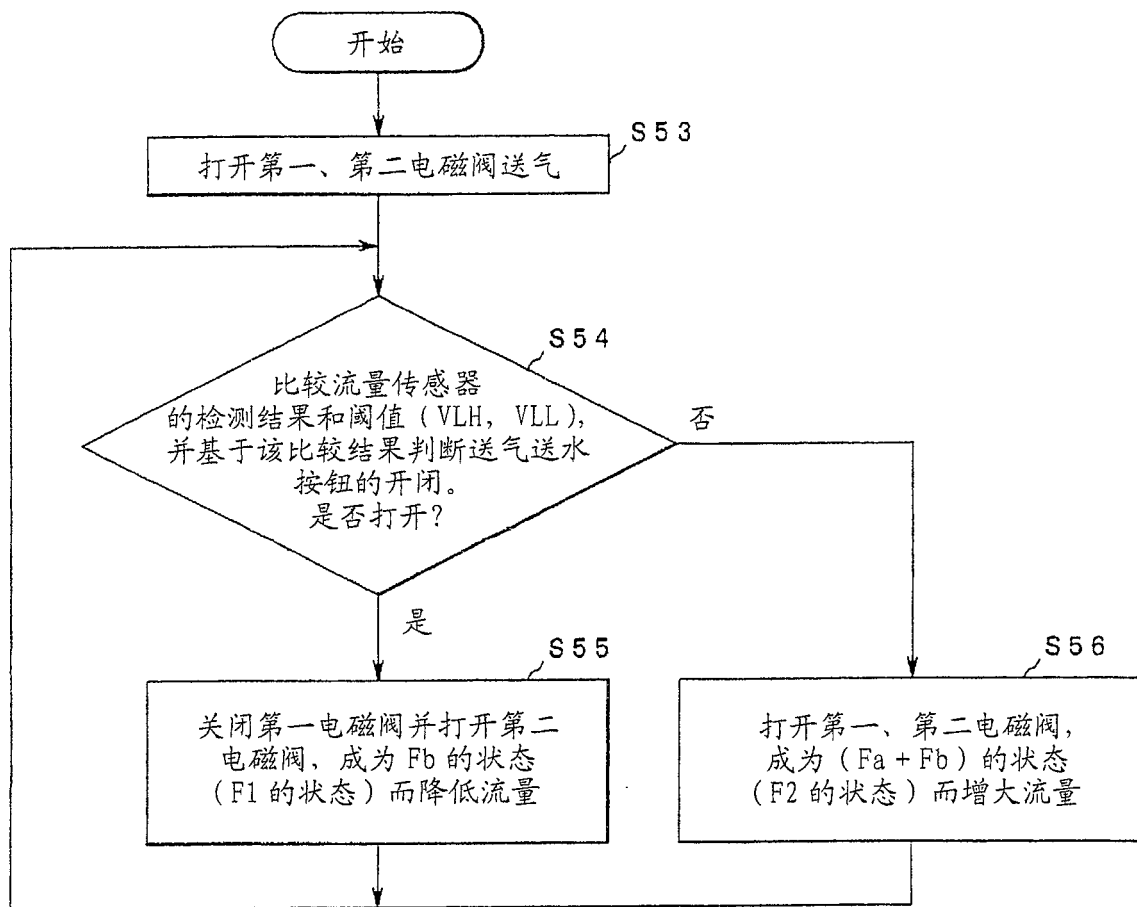 开始
S53
打开第一、第二电磁阀送气
S54
比较流量传感器
的检测结果和阈值（VLH，VLL），
并基于该比较结果判断送气送水
按钮的开闭。
是否打开？
否
是
S55
关闭第一电磁阀并打开第二
电磁阀，成为 Fb 的状态
（F1 的状态）而降低流量
S56
打开第一、第二电磁阀，
成为（Fa + Fb）的状态
（F2 的状态）而增大流量